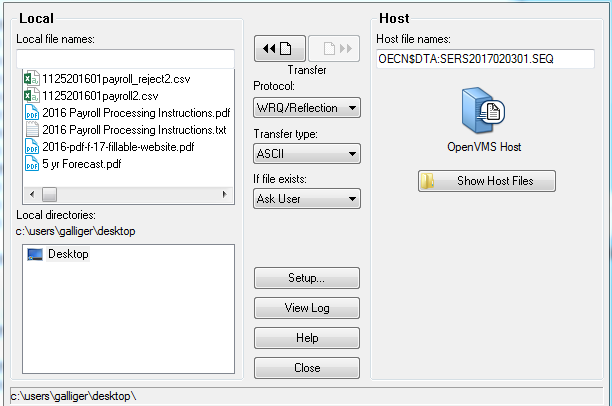 Local
Local file names:
1125201601payroll_reject2.csv
1125201601payroll2.csv
2016 Payroll Processing Instructions.pdf
2016 Payroll Processing Instructions.txt
2016-pdf-f-17-fillable-website.pdf
5 yr Forecast.pdf
Local directories:
c:\users\galliger\desktop
Desktop
Transfer
Protocol:
WRQ/Reflection
Transfer type:
ASCII
If file exists:
Ask User
Setup...
View Log
Help
Close
Host
Host file names:
OECN$DTA:SERS2017020301.SEQ
OpenVMS Host
Show Host Files
c:\users\galliger\desktop\